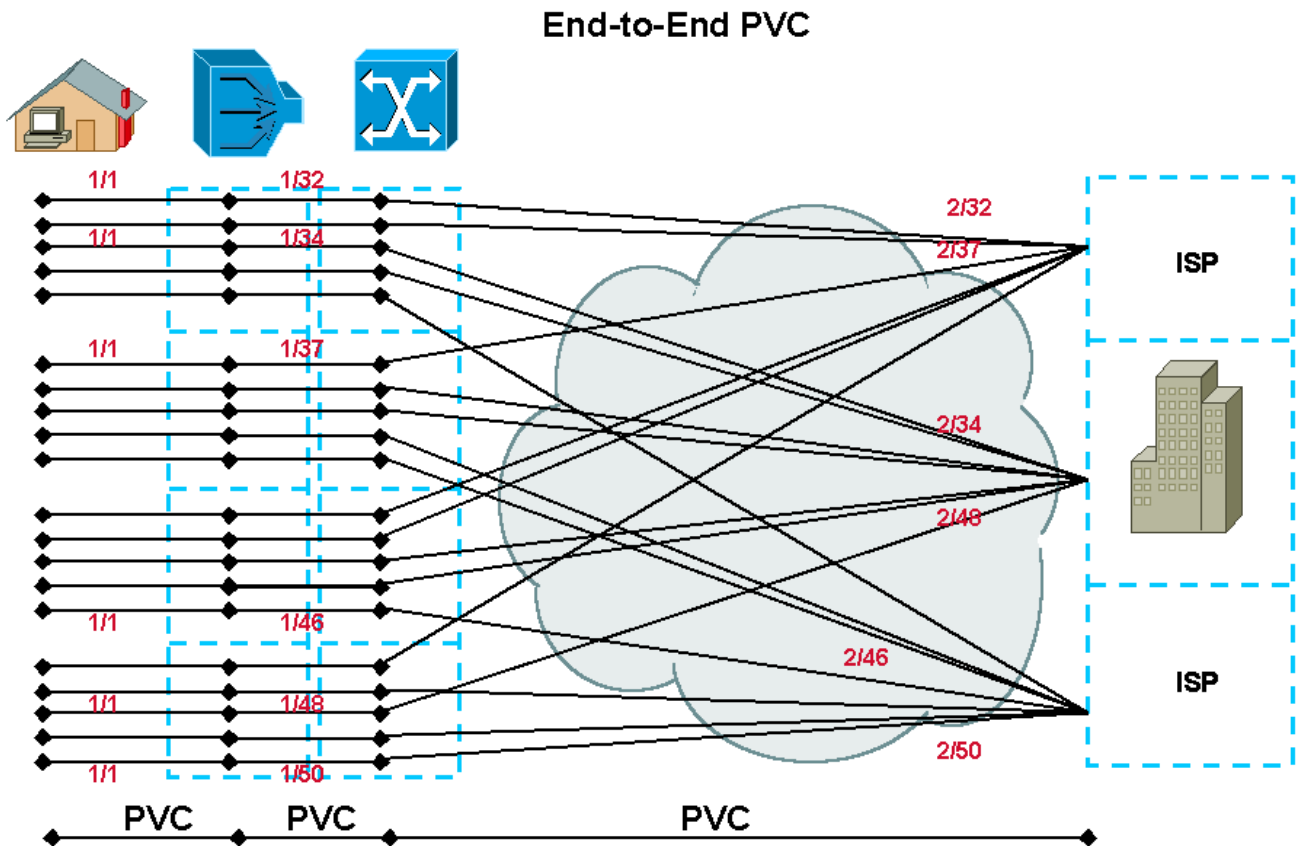 End-to-End PVC
1/1 1/32 2/32
1/1 1/34 2/37
ISP
1/1 1/37
2/34
2/48
1/1 1/46
2/46
ISP
1/1 1/48
2/50
1/1 1/50
PVC PVC PVC